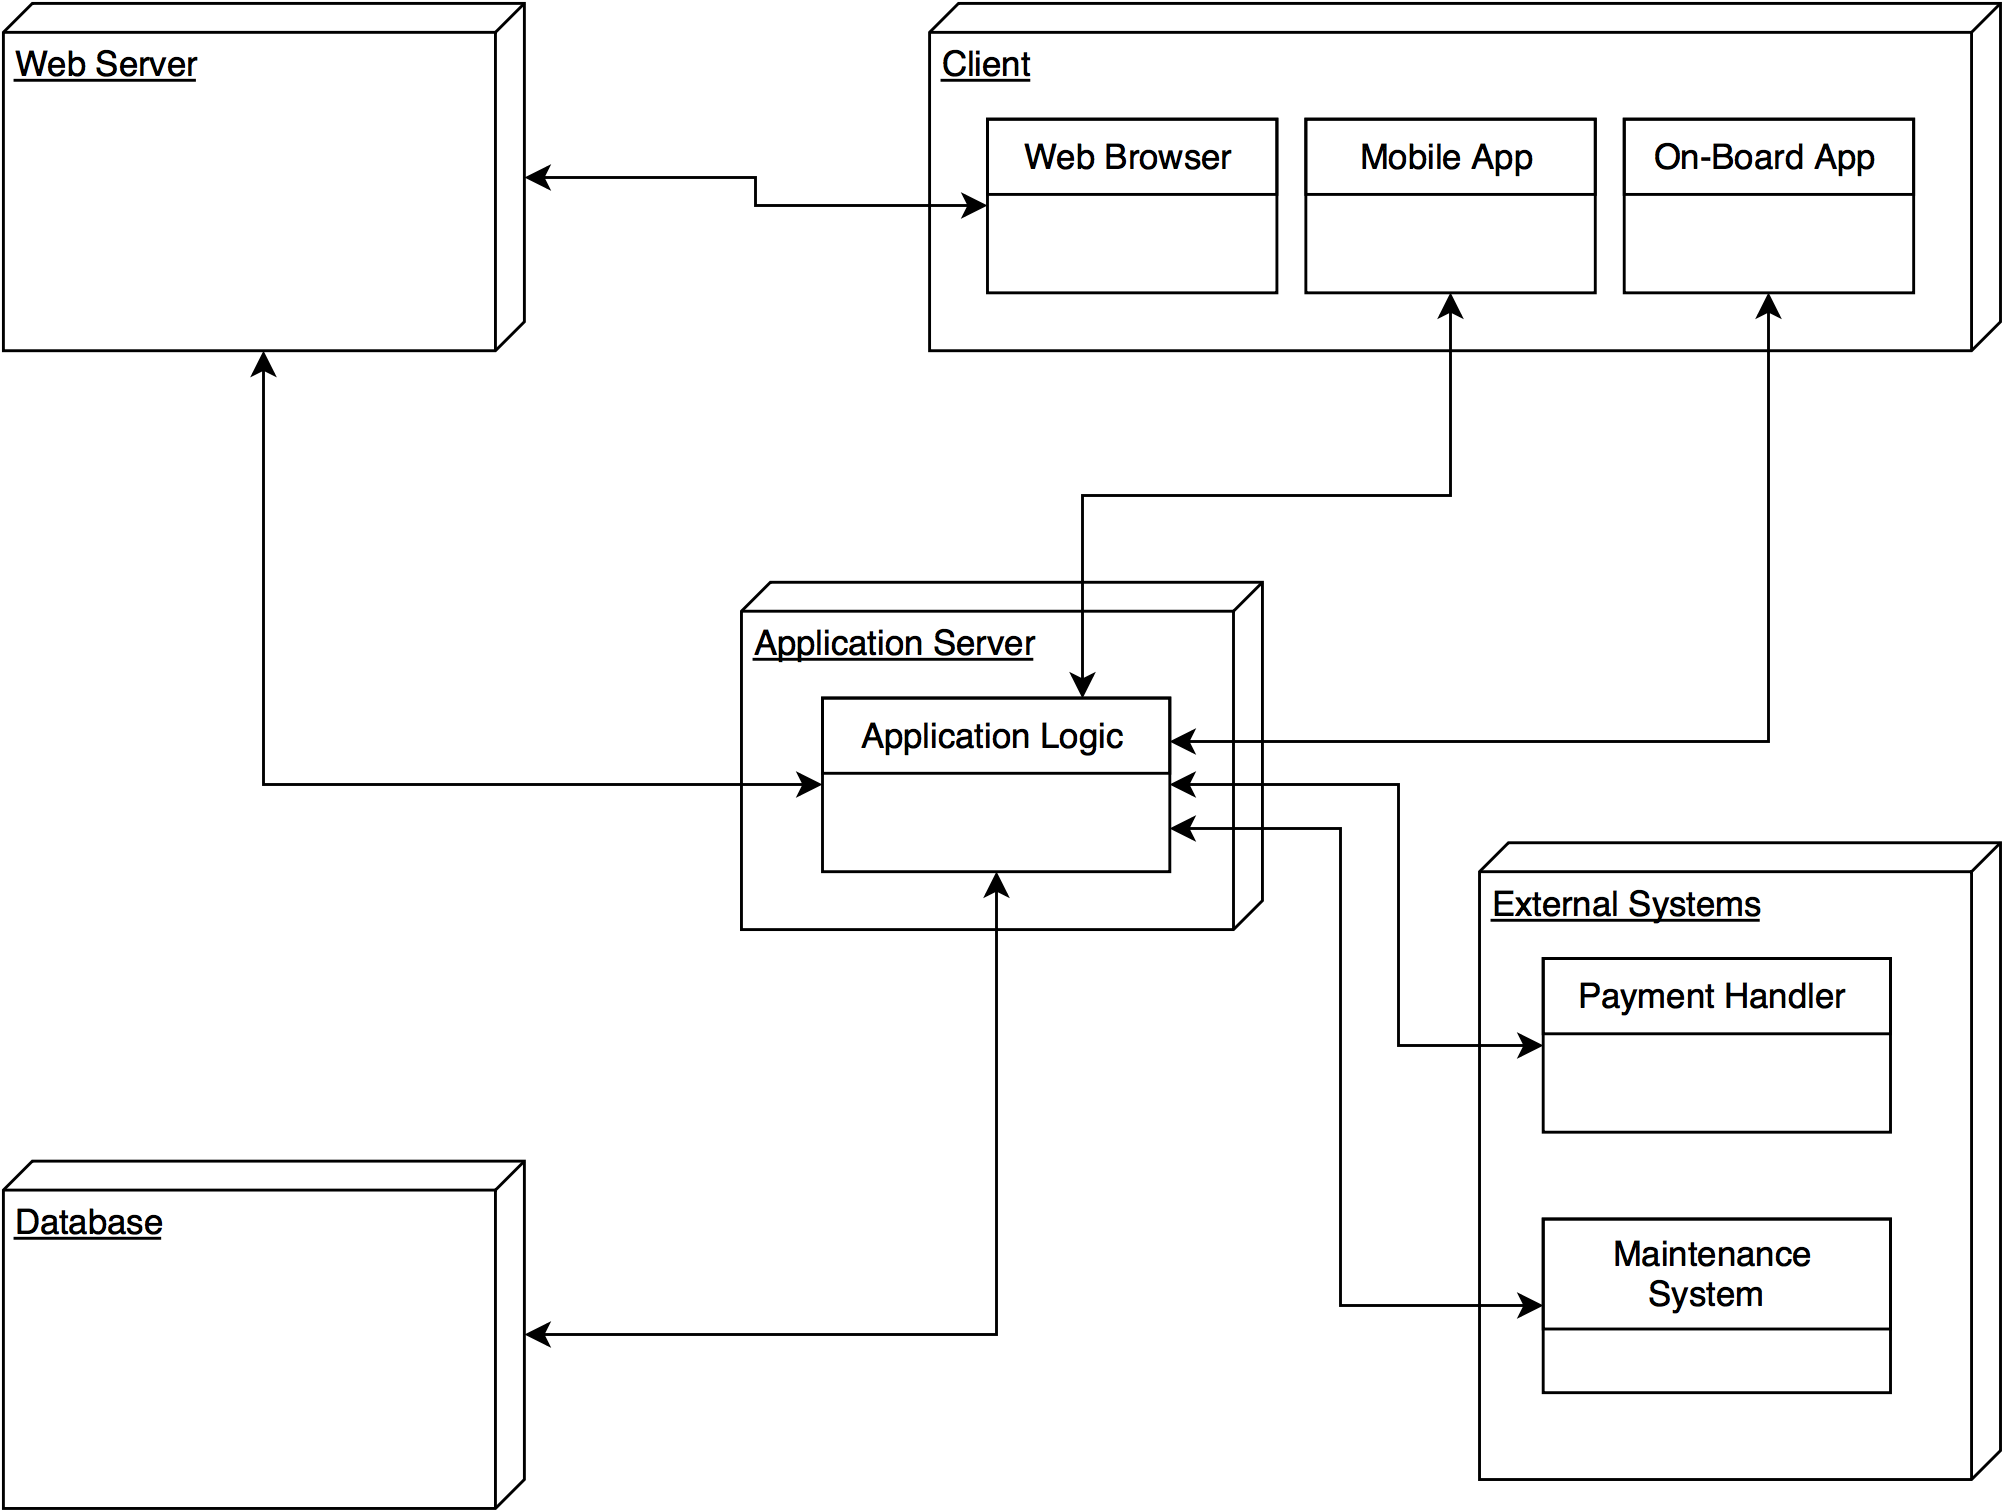 Web Server
Client
Web Browser
Mobile App
On-Board App
Application Server
Application Logic
External Systems
Payment Handler
Database
Maintenance
System